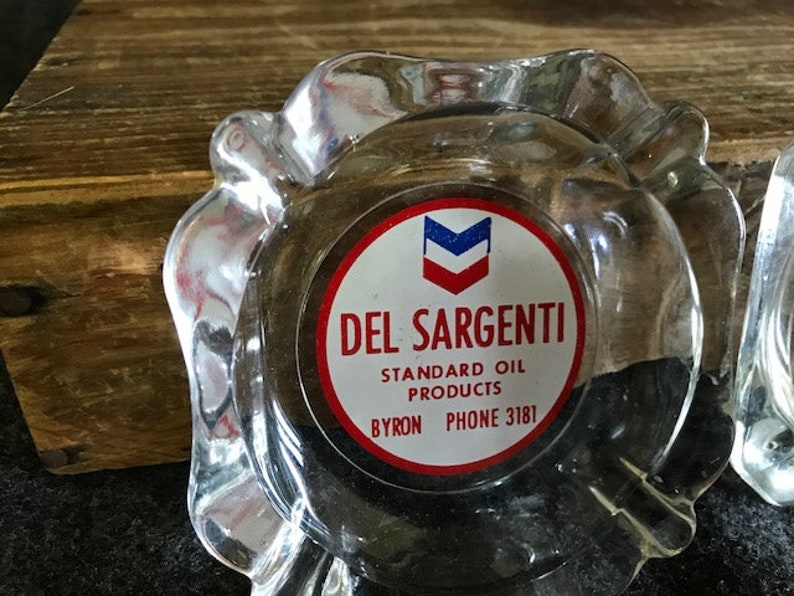 DEL SARGENTI
STANDARD OIL
PRODUCTS
BYRON PHONE 3181